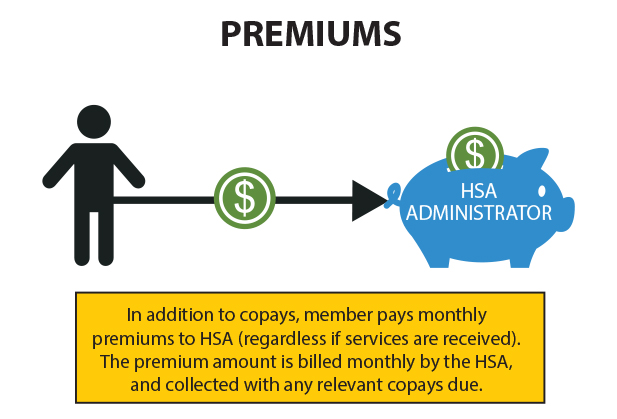 PREMIUMS
$
$
HSA
ADMINISTRATOR
In addition to copays, member pays monthly
premiums to HSA (regardless if services are received).
The premium amount is billed monthly by the HSA,
and collected with any relevant copays due.